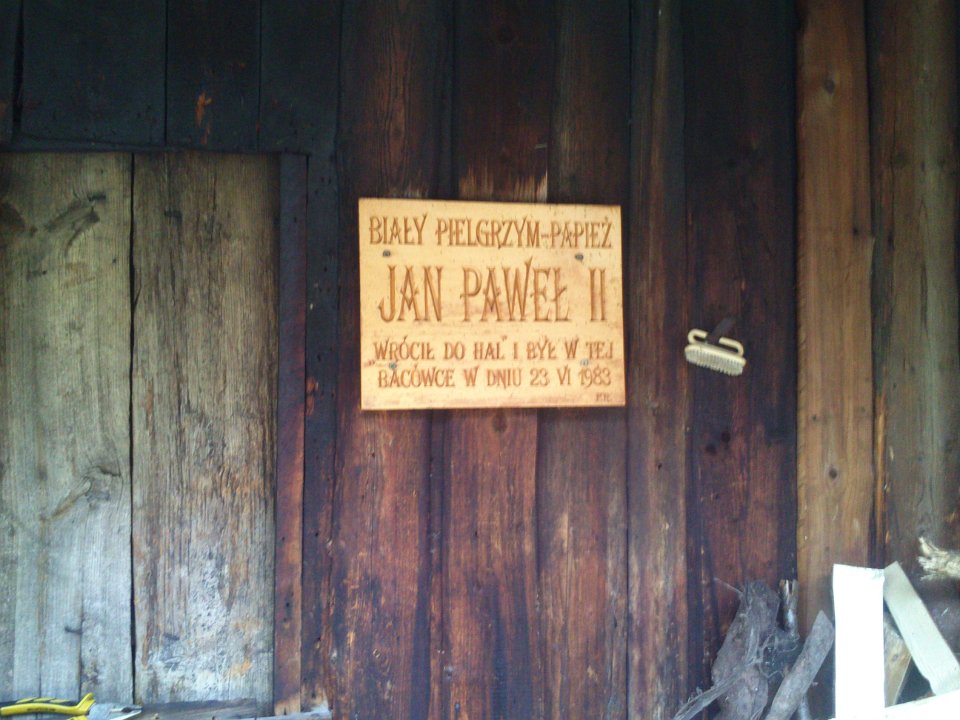 BIAŁY PIELGRZYM-PAPIEŻ
JAN PAWEŁ II
„WRÓCIŁ DO HAL" I BYŁ W TEJ
BACÓWCE W DNIU 23 VI 1983